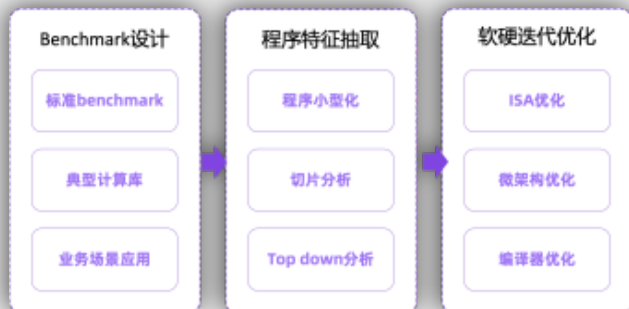 Benchmark设计
标准benchmark
典型计算库
业务场景应用
程序特征抽取
程序小型化
切片分析
Top down分析
软硬迭代优化
ISA优化
微架构优化
编译器优化